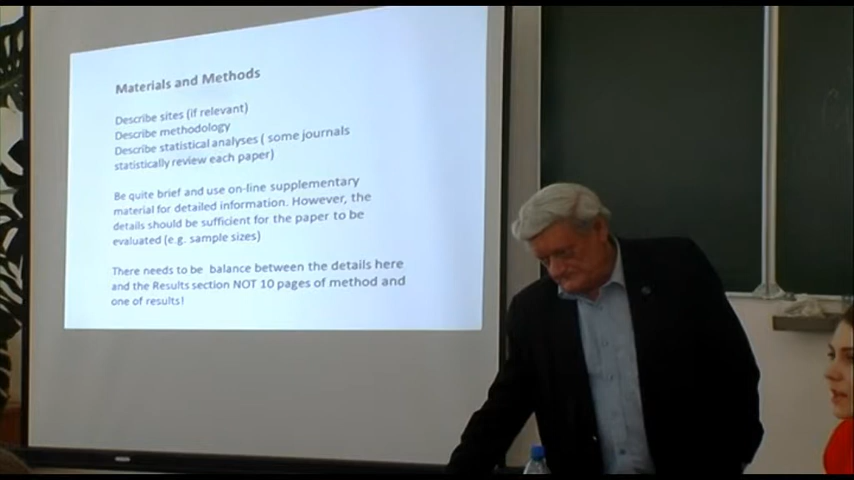 Materials and Methods
Describe sites (if relevant)
Describe methodology
Describe statistical analyses ( some journals
statistically review each paper)
Be quite brief and use on-line supplementary
material for detailed information. However, the
details should be sufficient for the paper to be
evaluated (e.g. sample sizes)
There needs to be balance between the details here
and the Results section NOT 10 pages of method and
one of results!